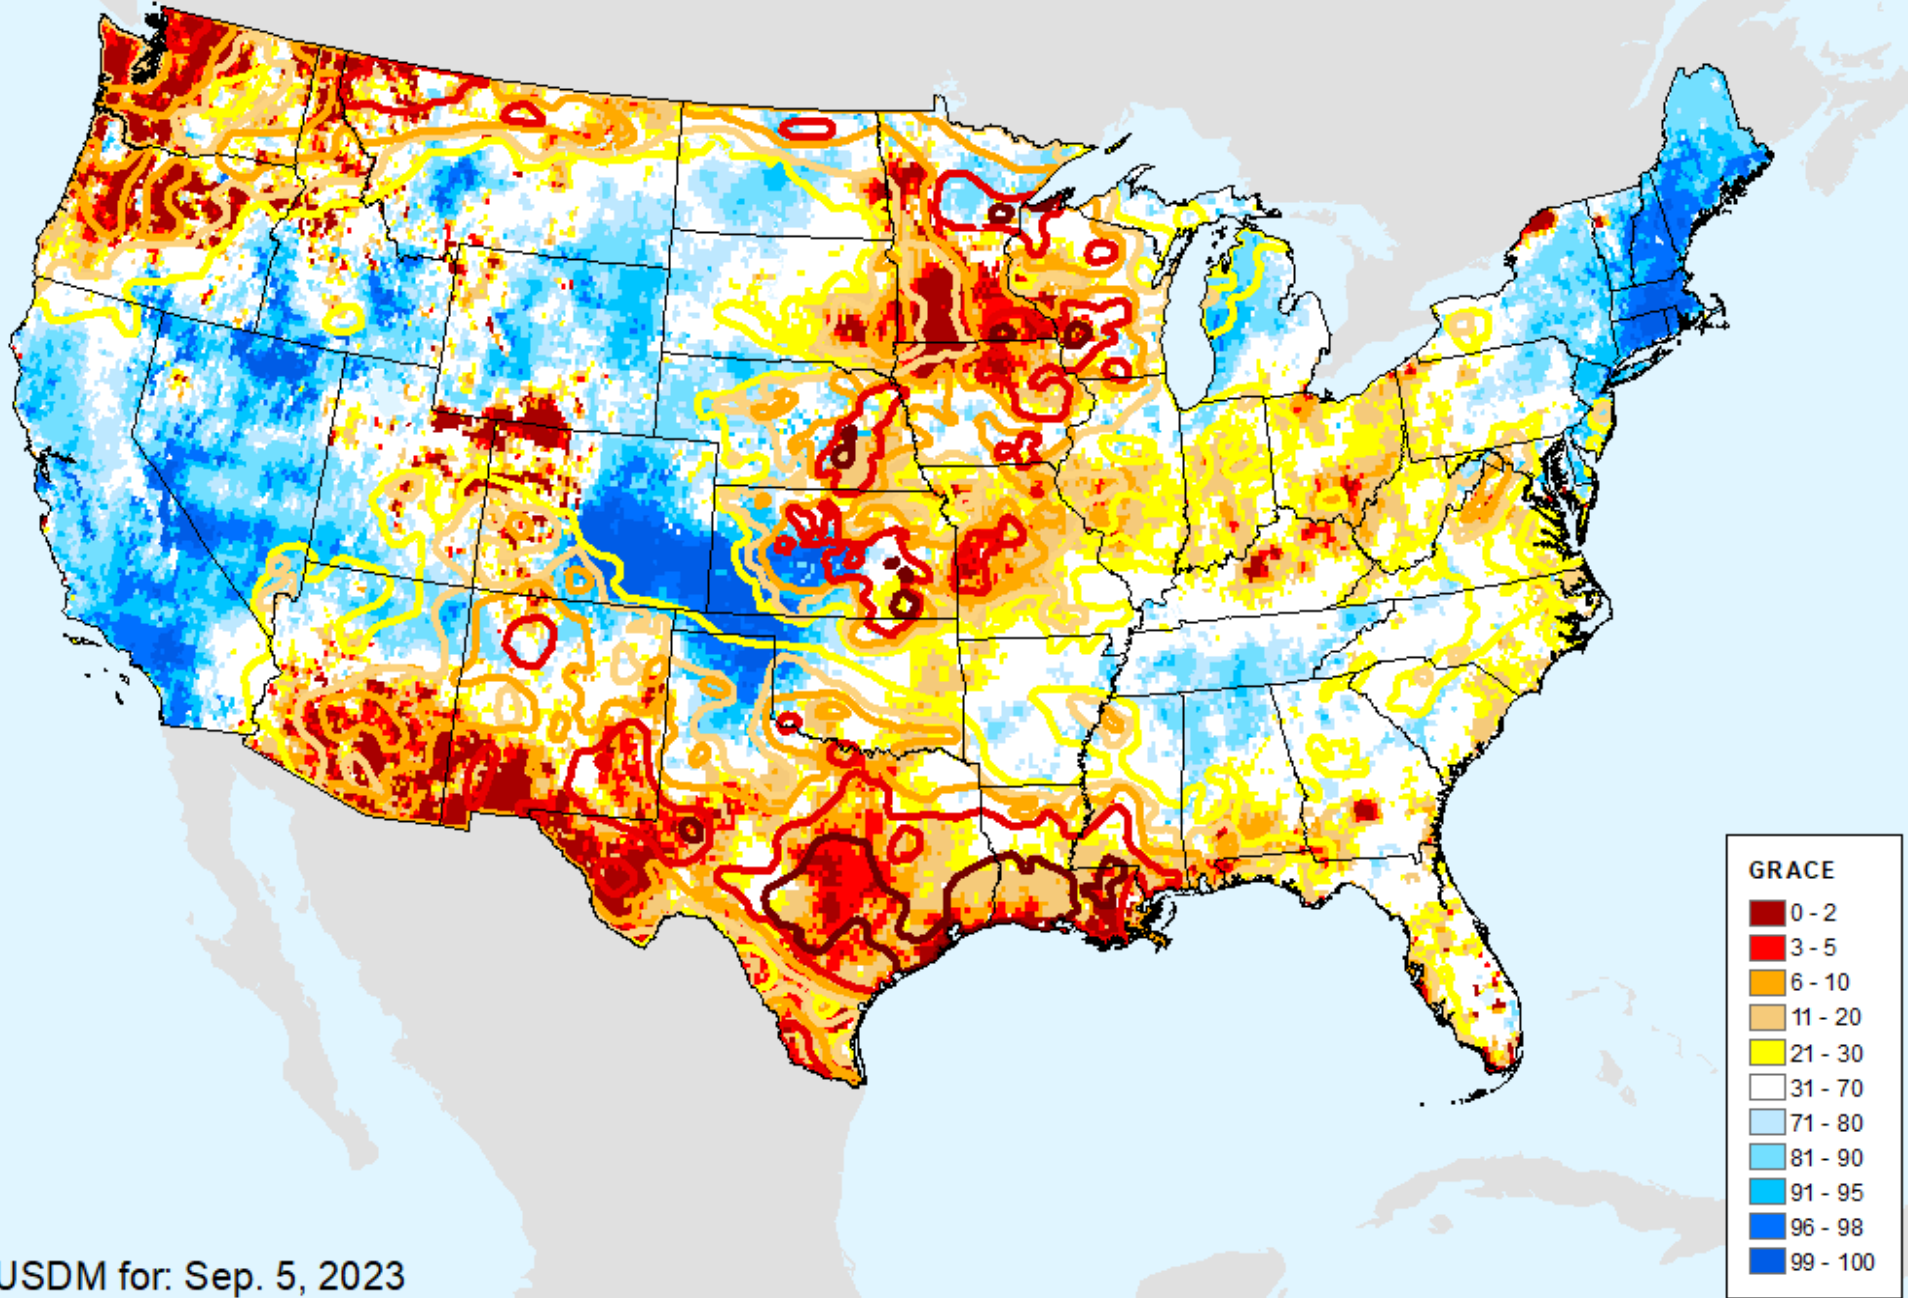 GRACE
0 - 2
3 - 5
6 - 10
11 - 20
21 - 30
31 - 70
71 - 80
81 - 90
91 - 95
96 - 98
99 - 100
USDM for: Sep. 5, 2023